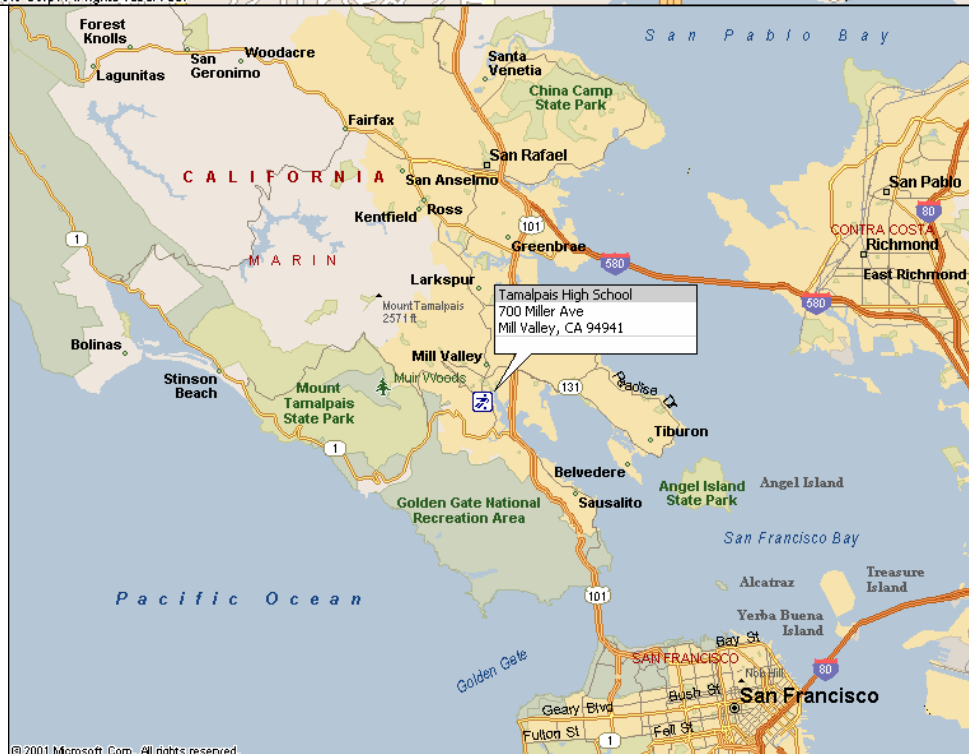 San Pablo Bay
Forest
Knolls
Woodacre
San
Geronimo
Lagunitas
Santa
Venetia
China Camp
State Park
Fairfax
San Rafael
CALIFORNIA
San Anselmo
San Pablo
80
Kentfield
Ross
101
CONTRA COSTA
1
Greenbrae
Richmond
MARIN
580
East Richmond
Larkspur
Tamalpais High School
700 Miller Ave
Mill Valley, CA 94941
580
Mount Tamalpais
2571 ft
Bolinas
Mill Valley
Stinson
Beach
Muir Woods
Mount
Tamalpais
State Park
131
Paradise Dr
Tiburon
1
Belvedere
Angel Island
State Park
Angel Island
Sausalito
Golden Gate National
Recreation Area
San Francisco Bay
Alcatraz
Treasure
Island
Pacific Ocean
101
Yerba Buena
Island
Bay St
Golden Gate
SAN FRANCISCO
80
Nob Hill
Bush St
San Francisco
Geary Blvd
Fulton St
Fell St
1
© 2001 Microsoft Corp. All rights reserved.